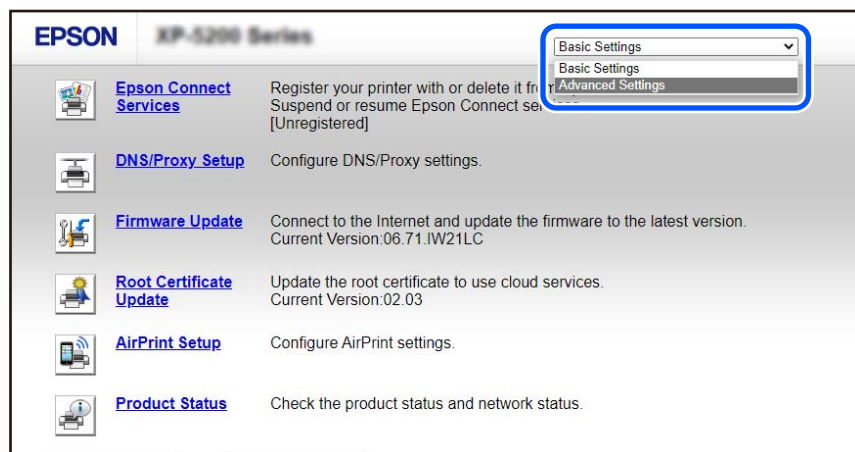 EPSON XP-5200 Series
Basic Settings
Basic Settings
Advanced Settings
Epson Connect
Services
Register your printer with or delete it
Suspend or resume Epson Connect
[Unregistered]
DNS/Proxy Setup
Configure DNS/Proxy settings.
Firmware Update
Connect to the Internet and update the firmware to the latest version.
Current Version:06.71.IW21LC
Root Certificate
Update
Update the root certificate to use cloud services.
Current Version:02.03
AirPrint Setup
Configure AirPrint settings.
Product Status
Check the product status and network status.